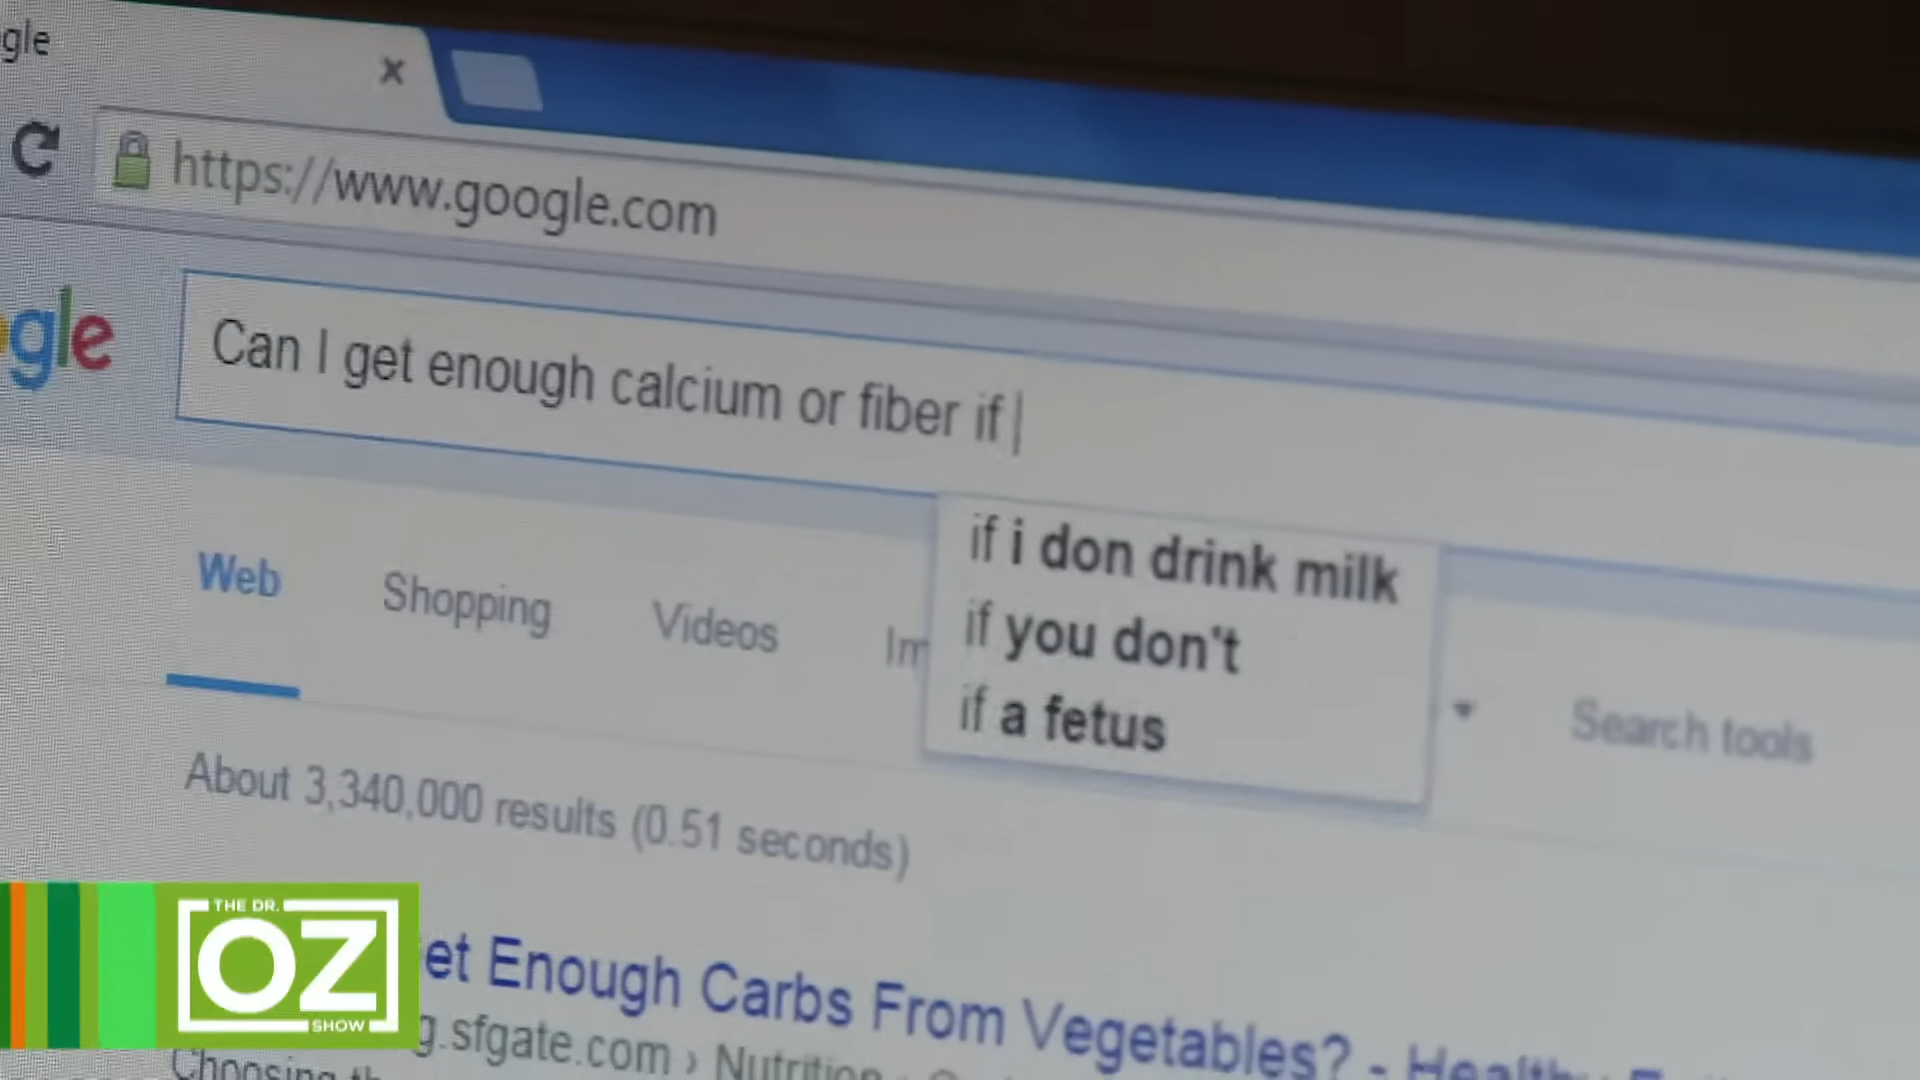 gle
https://www.google.com
gle
Can I get enough calcium or fiber if
if i don drink milk
if you don't
if a fetus
Web Shopping Videos Im
Search tools
About 3,340,000 results (0.51 seconds)
et Enough Carbs From Vegetables? -
g.sfgate.com › Nutrition
Choosing
THE DR.
OZ
SHOW